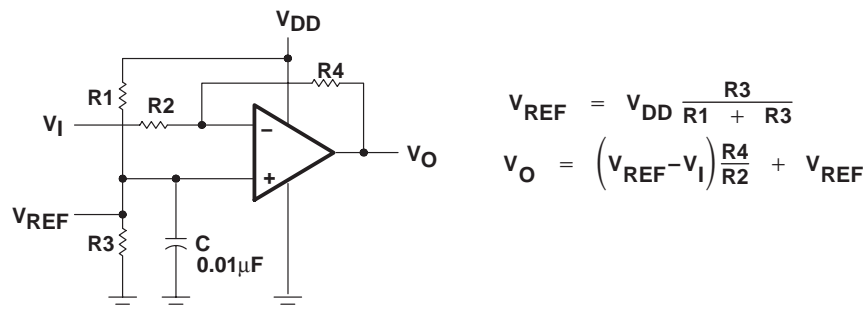 VDD
R4
R1
R2
VI
−
+
VO
VREF
R3
C
0.01µF
VREF = VDD R3 / R1 + R3
VO = (VREF−VI) R4 / R2 + VREF